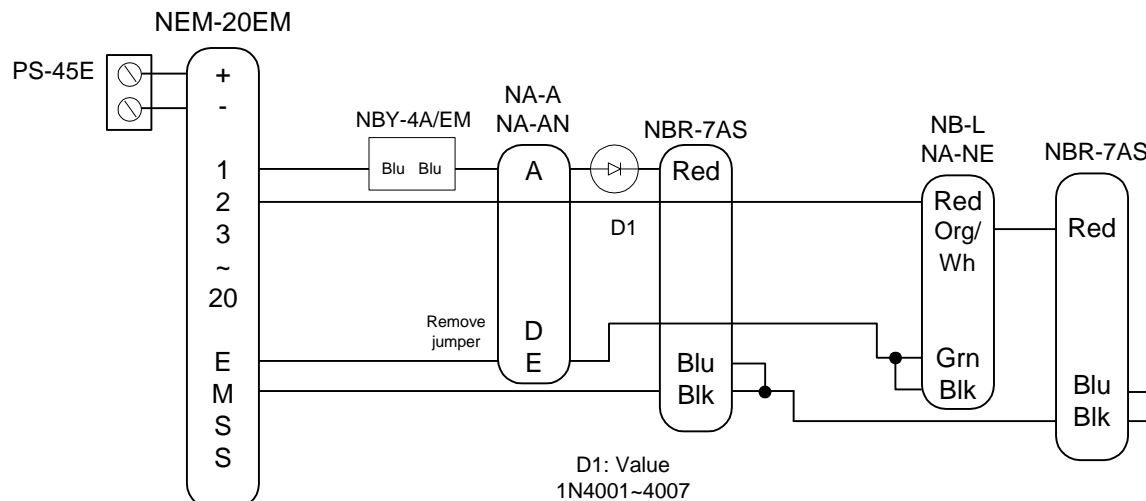 NEM-20EM
PS-45E
+
-
1
2
3
~
20
E
M
S
S
NBY-4A/EM
Blu Blu
NA-A
NA-AN
A
D
E
Remove
jumper
D1
NBR-7AS
Red
Blu
Blk
D1: Value
1N4001~4007
NB-L
NA-NE
Red
Org/
Wh
Grn
Blk
NBR-7AS
Red
Blu
Blk